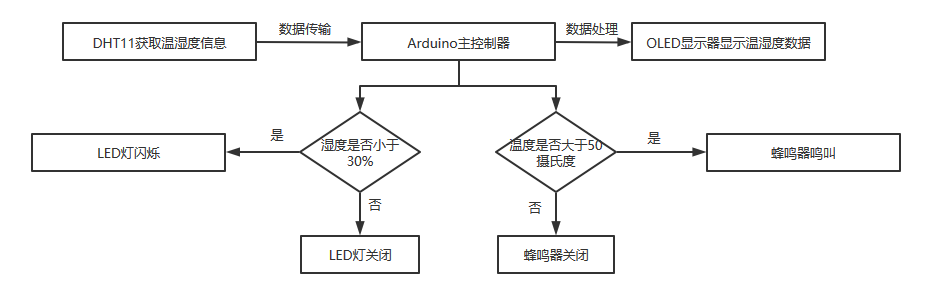 DHT11获取温湿度信息
数据传输
Arduino主控制器
数据处理
OLED显示器显示温湿度数据
LED灯闪烁
是
湿度是否小于
30%
温度是否大于50
摄氏度
是
蜂鸣器鸣叫
否
否
LED灯关闭
蜂鸣器关闭